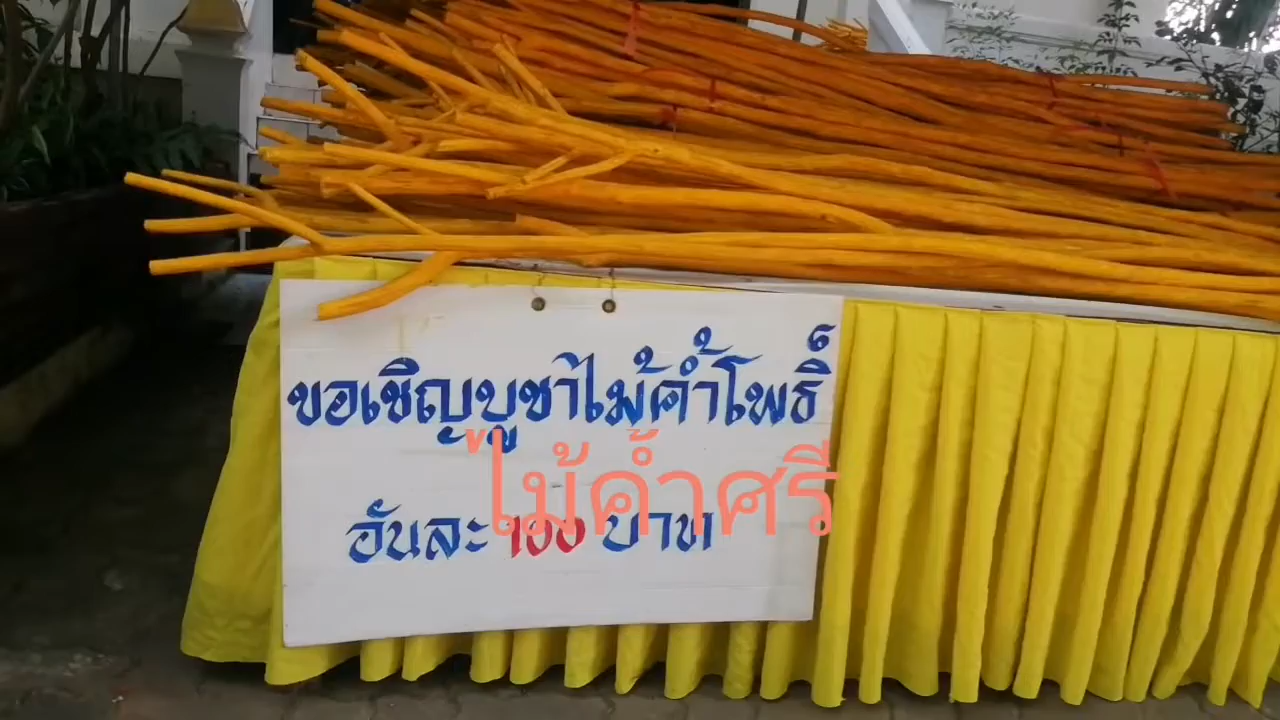 ขอเชิญบูชาไม้ค้ำโพธิ์
ไม้ค้ำศรี
อันละ 100 บาท